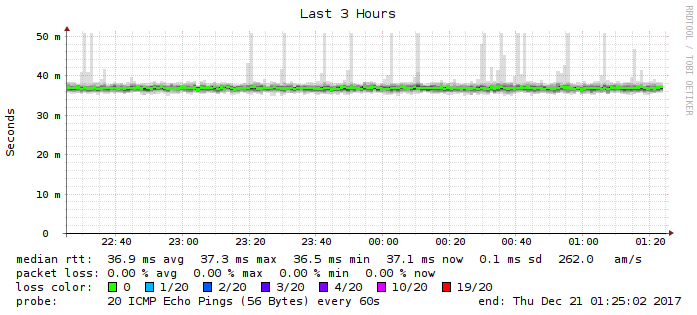 Last 3 Hours
RRDTOOL / TOBI OETIKER
Seconds
50 m
40 m
30 m
20 m
10 m
0
22:40 23:00 23:20 23:40 00:00 00:20 00:40 01:00 01:20
median rtt: 36.9 ms avg 37.3 ms max 36.5 ms min 37.1 ms now 0.1 ms sd 262.0 am/s
packet loss: 0.00 % avg 0.00 % max 0.00 % min 0.00 % now
loss color: 0 1/20 2/20 3/20 4/20 10/20 19/20
probe: 20 ICMP Echo Pings (56 Bytes) every 60s end: Thu Dec 21 01:25:02 2017